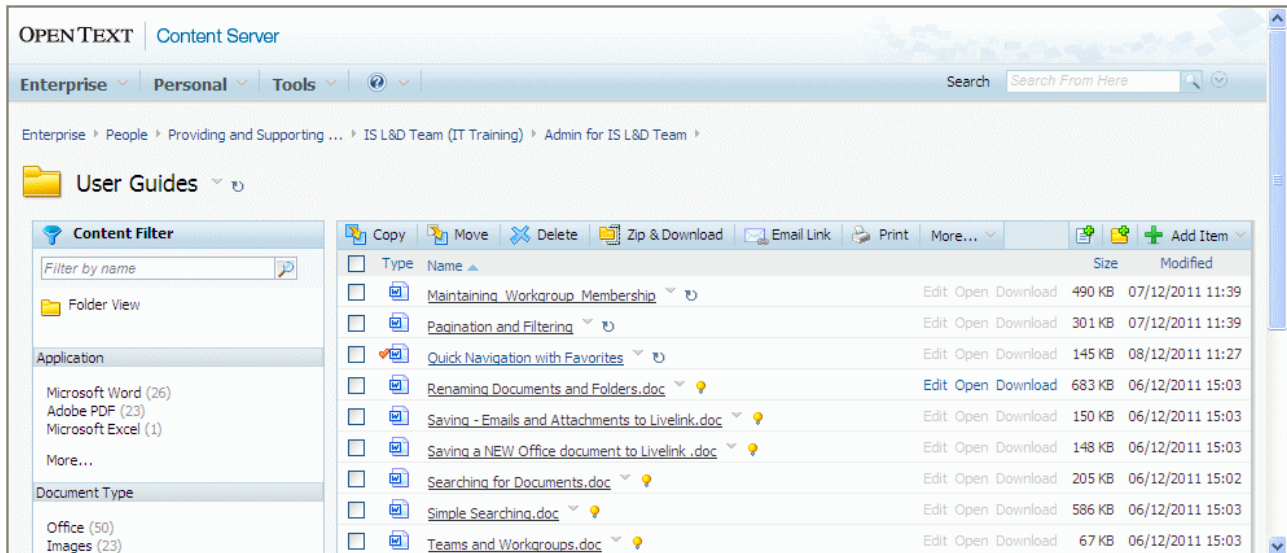 OPEN TEXT Content Server
Enterprise Personal Tools ? Search Search From Here
Enterprise People Providing and Supporting ... IS L&D Team (IT Training) Admin for IS L&D Team
User Guides
Content Filter
Filter by name
Folder View
Application
Microsoft Word (26)
Adobe PDF (23)
Microsoft Excel (1)
More...
Document Type
Office (50)
Images (23)
Copy Move Delete Zip & Download Email Link Print More... Add Item
Type Name Size Modified
Maintaining Workgroup Membership Edit Open Download 490 KB 07/12/2011 11:39
Pagination and Filtering Edit Open Download 301 KB 07/12/2011 11:39
Quick Navigation with Favorites Edit Open Download 145 KB 08/12/2011 11:27
Renaming Documents and Folders.doc Edit Open Download 683 KB 06/12/2011 15:03
Saving - Emails and Attachments to Livelink.doc Edit Open Download 150 KB 06/12/2011 15:03
Saving a NEW Office document to Livelink .doc Edit Open Download 148 KB 06/12/2011 15:03
Searching for Documents.doc Edit Open Download 205 KB 06/12/2011 15:02
Simple Searching.doc Edit Open Download 586 KB 06/12/2011 15:03
Teams and Workgroups.doc Edit Open Download 67 KB 06/12/2011 15:03